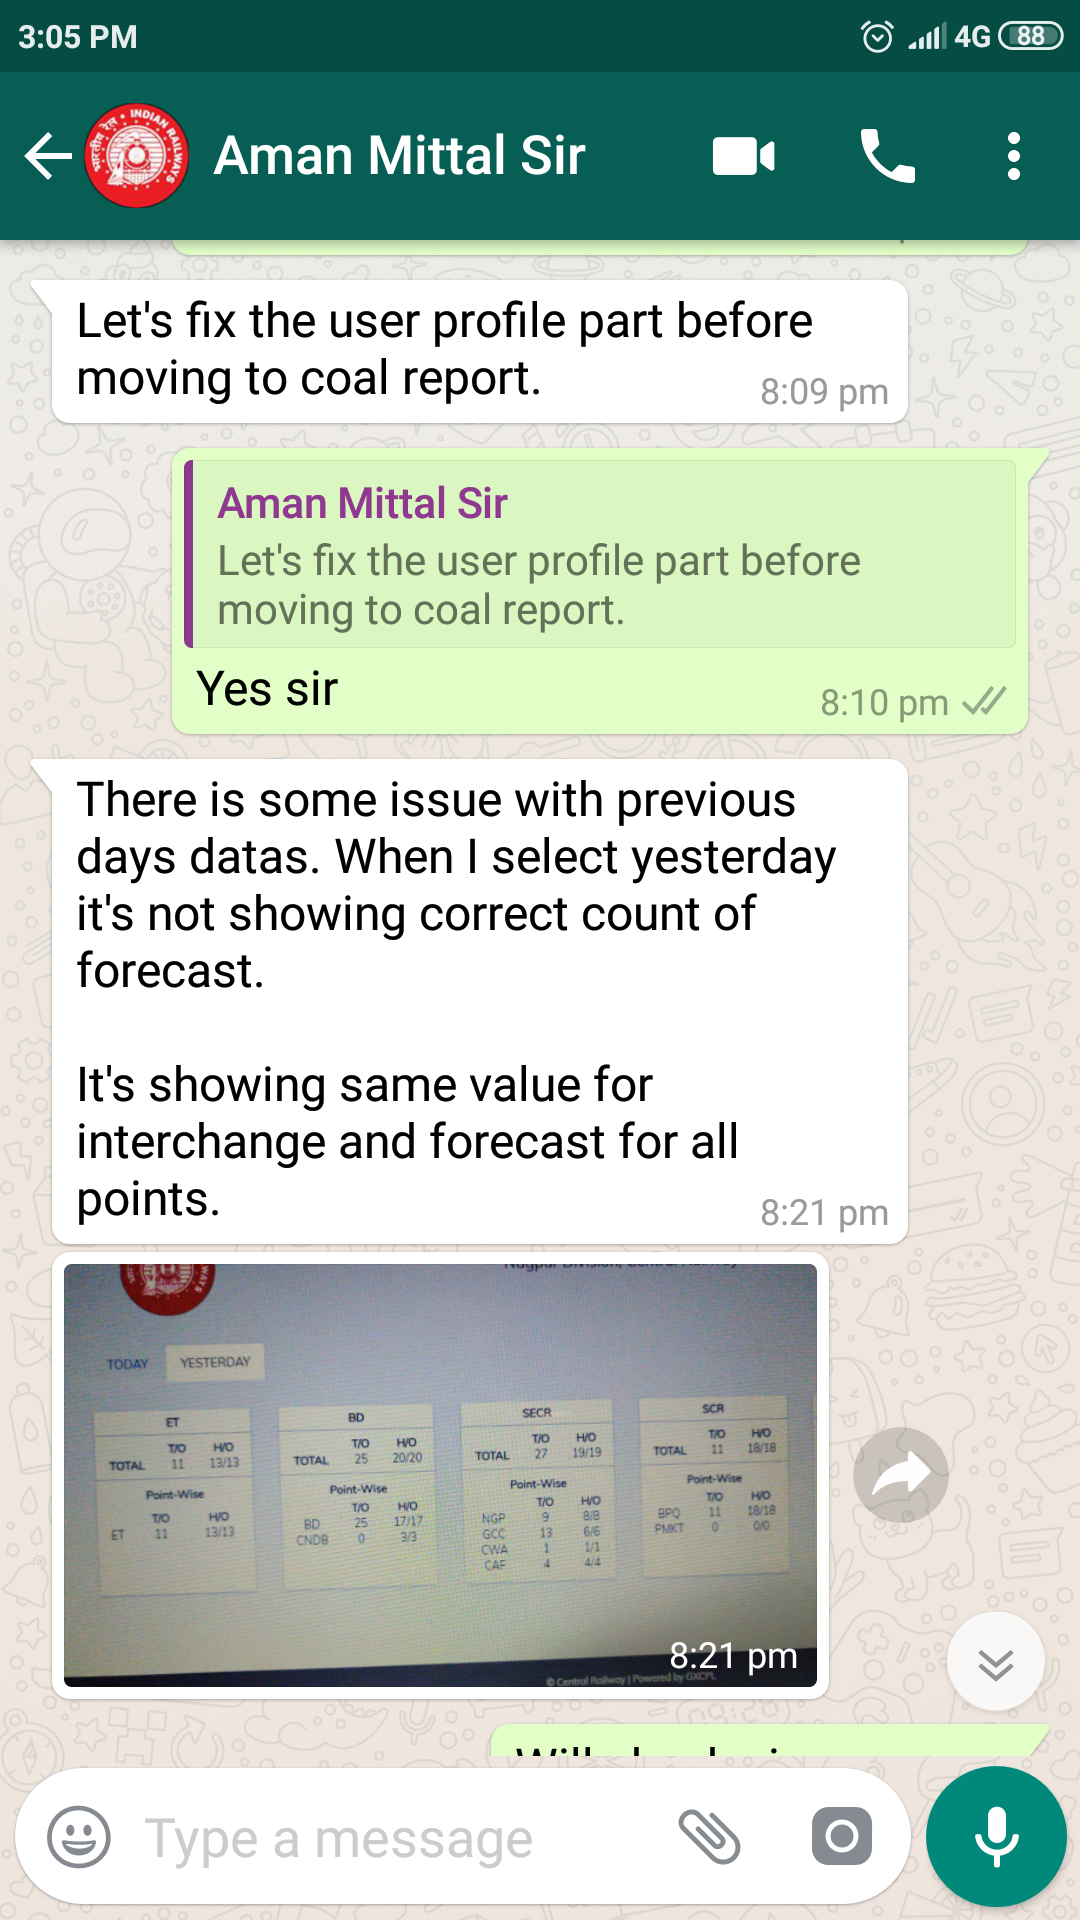 3:05 PM
4G 88
भारतीय रेल • INDIAN RAILWAYS
Aman Mittal Sir
Let's fix the user profile part before
moving to coal report.
8:09 pm
Aman Mittal Sir
Let's fix the user profile part before
moving to coal report.
Yes sir
8:10 pm
There is some issue with previous
days datas. When I select yesterday
it's not showing correct count of
forecast.
It's showing same value for
interchange and forecast for all
points.
8:21 pm
Nagpur Division, Central Railway
TODAY YESTERDAY
ET
T/O H/O
TOTAL 11 13/13
Point-Wise
T/O H/O
ET 11 13/13
BD
T/O H/O
TOTAL 25 20/20
Point-Wise
T/O H/O
BD 25 17/17
CNDB 0 3/3
SECR
T/O H/O
TOTAL 27 19/19
Point-Wise
T/O H/O
NGP 9 8/8
GCC 13 6/6
CWA 1 1/1
CAF 4 4/4
SCR
T/O H/O
TOTAL 11 18/18
Point-Wise
T/O H/O
BPQ 11 18/18
PMKT 0 0/0
8:21 pm
© Central Railway | Powered by GXCPL
Type a message